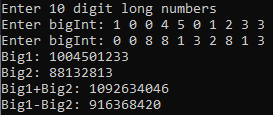 Enter 10 digit long numbers
Enter bigInt: 1 0 0 4 5 0 1 2 3 3
Enter bigInt: 0 0 8 8 1 3 2 8 1 3
Big1: 1004501233
Big2: 88132813
Big1+Big2: 1092634046
Big1-Big2: 916368420